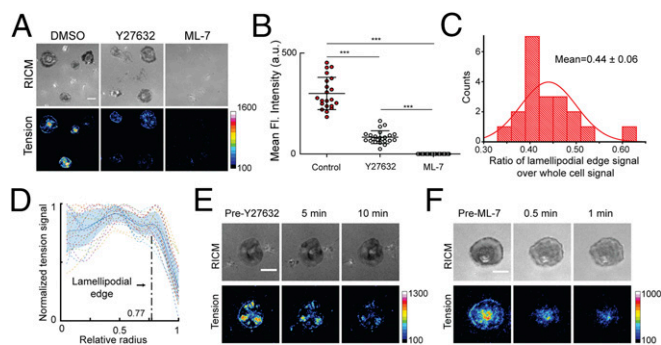 A
DMSO
Y27632
ML-7
RICM
Tension
1600
100
B
Mean Fl. Intensity (a.u.)
500
0
***
***
***
Control
Y27632
ML-7
C
Mean=0.44 ± 0.06
Counts
6
4
2
0
0.30
0.40
0.50
0.60
Ratio of lamellipodial edge signal
over whole cell signal
D
Normalized tension signal
1
0
Lamellipodial
edge
0.77
0
0.5
1
Relative radius
E
Pre-Y27632
5 min
10 min
RICM
Tension
1300
100
F
Pre-ML-7
0.5 min
1 min
RICM
Tension
1000
100